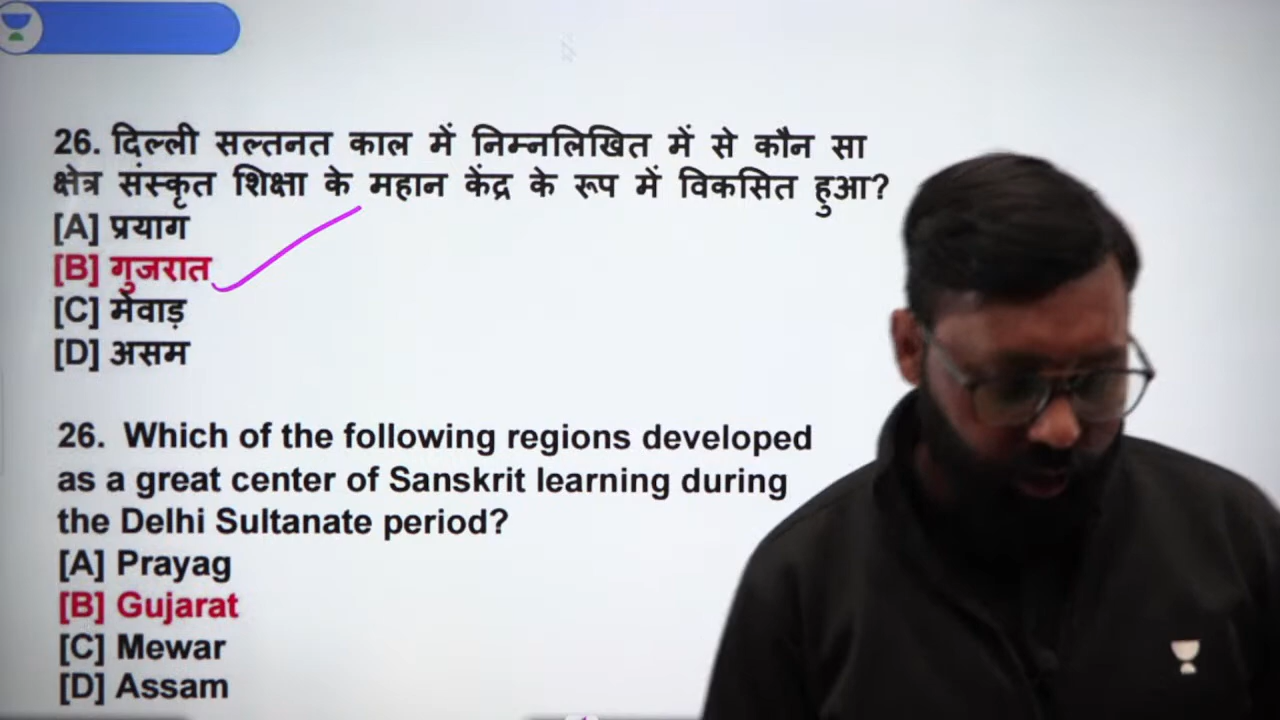 26. दिल्ली सल्तनत काल में निम्नलिखित में से कौन सा
क्षेत्र संस्कृत शिक्षा के महान केंद्र के रूप में विकसित हुआ?
[A] प्रयाग
[B] गुजरात
[C] मेवाड़
[D] असम
26. Which of the following regions developed
as a great center of Sanskrit learning during
the Delhi Sultanate period?
[A] Prayag
[B] Gujarat
[C] Mewar
[D] Assam